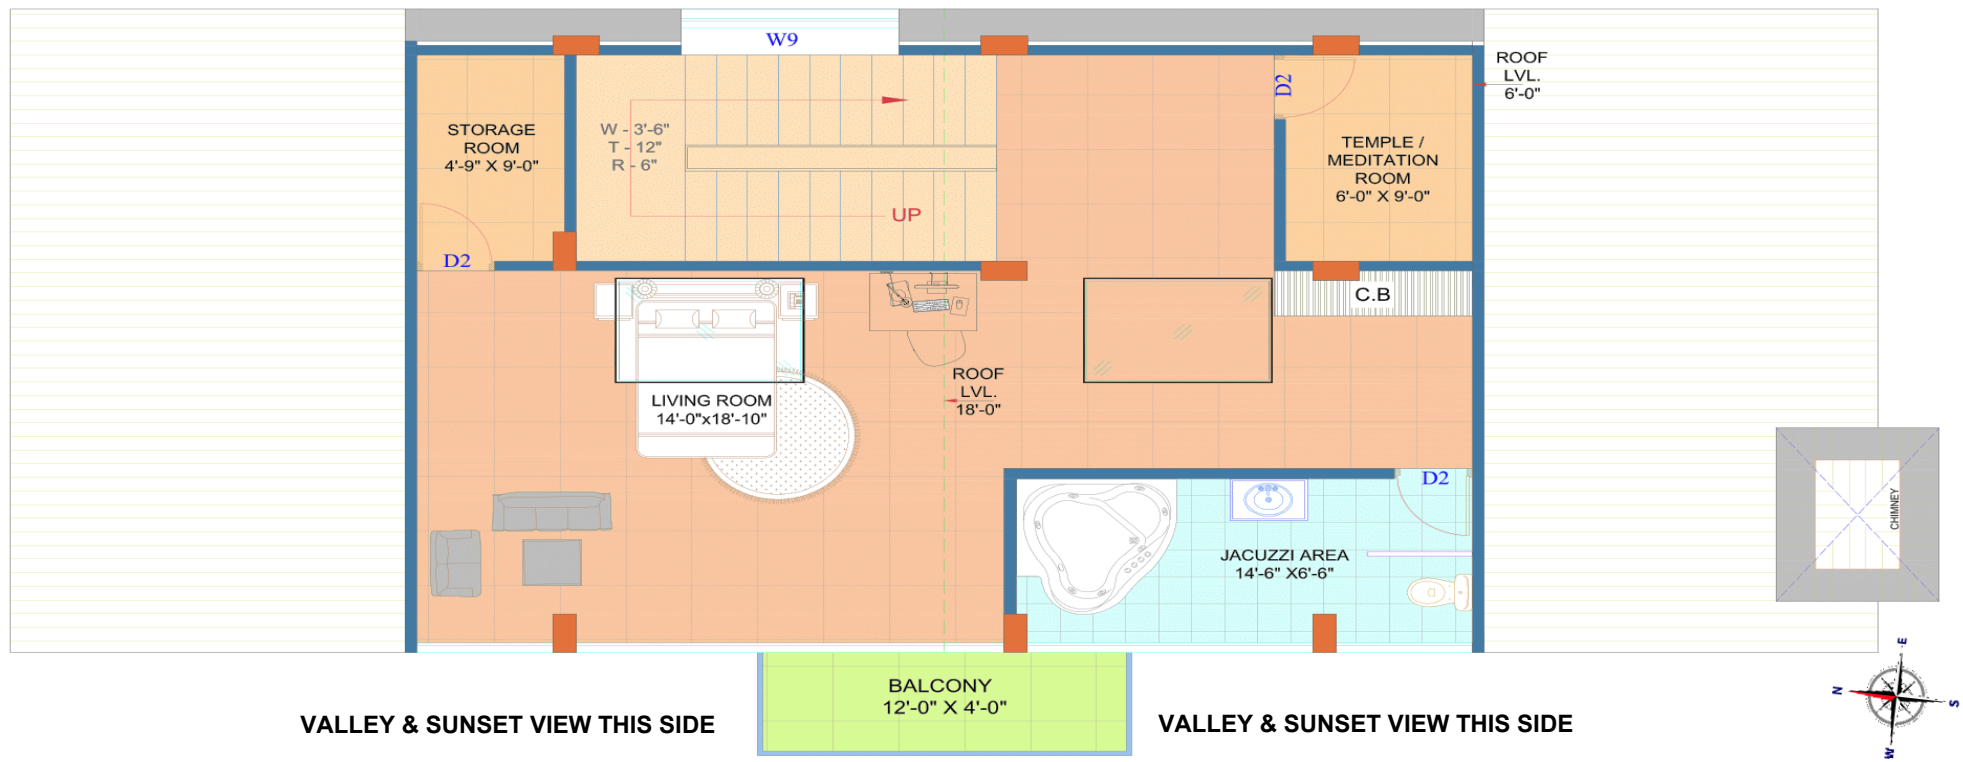 W9
ROOF
LVL.
6'-0"
D2
STORAGE
ROOM
4'-9" X 9'-0"
W - 3'-6"
T - 12"
R - 6"
TEMPLE /
MEDITATION
ROOM
6'-0" X 9'-0"
UP
D2
C.B
ROOF
LVL.
18'-0"
LIVING ROOM
14'-0"x18'-10"
D2
CHIMNEY
JACUZZI AREA
14'-6" X6'-6"
BALCONY
12'-0" X 4'-0"
VALLEY & SUNSET VIEW THIS SIDE
VALLEY & SUNSET VIEW THIS SIDE
E
N
S
W